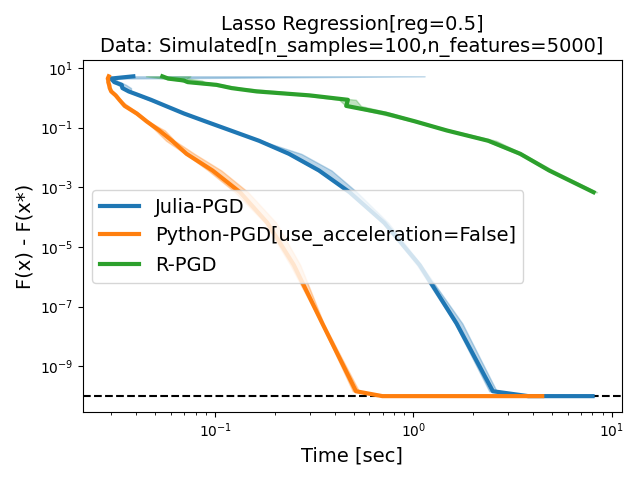 Lasso Regression[reg=0.5]
Data: Simulated[n_samples=100,n_features=5000]
F(x) - F(x*)
10^1
10^-1
10^-3
10^-5
10^-7
10^-9
Julia-PGD
Python-PGD[use_acceleration=False]
R-PGD
10^-1
10^0
10^1
Time [sec]